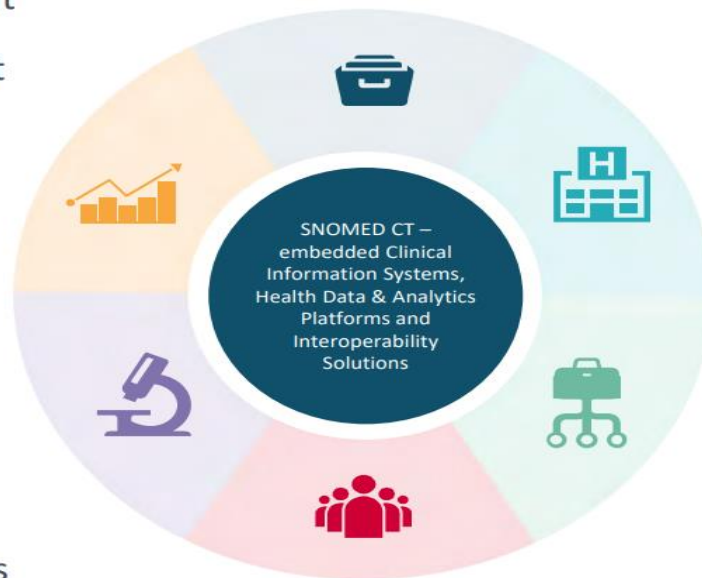 t
t
H
SNOMED CT –
embedded Clinical
Information Systems,
Health Data & Analytics
Platforms and
Interoperability
Solutions
s